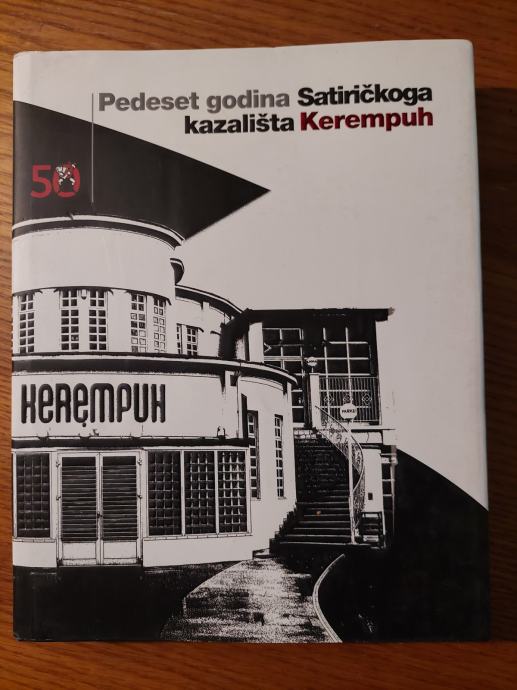 Pedeset godina Satiričkoga
kazališta Kerempuh
50
KEREMPUH